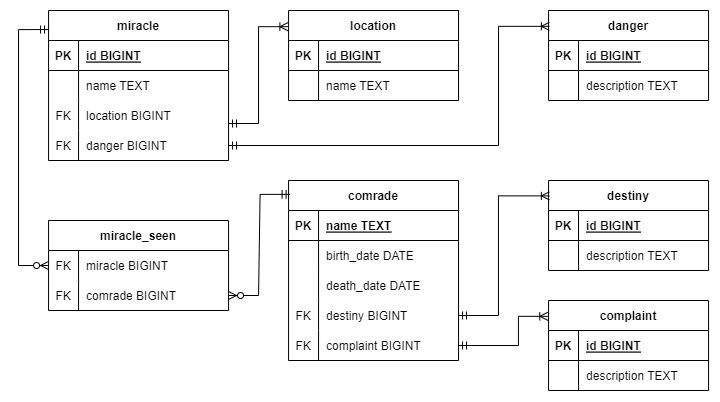 miracle
PK id BIGINT
name TEXT
FK location BIGINT
FK danger BIGINT
location
PK id BIGINT
name TEXT
danger
PK id BIGINT
description TEXT
miracle_seen
FK miracle BIGINT
FK comrade BIGINT
comrade
PK name TEXT
birth_date DATE
death_date DATE
FK destiny BIGINT
FK complaint BIGINT
destiny
PK id BIGINT
description TEXT
complaint
PK id BIGINT
description TEXT